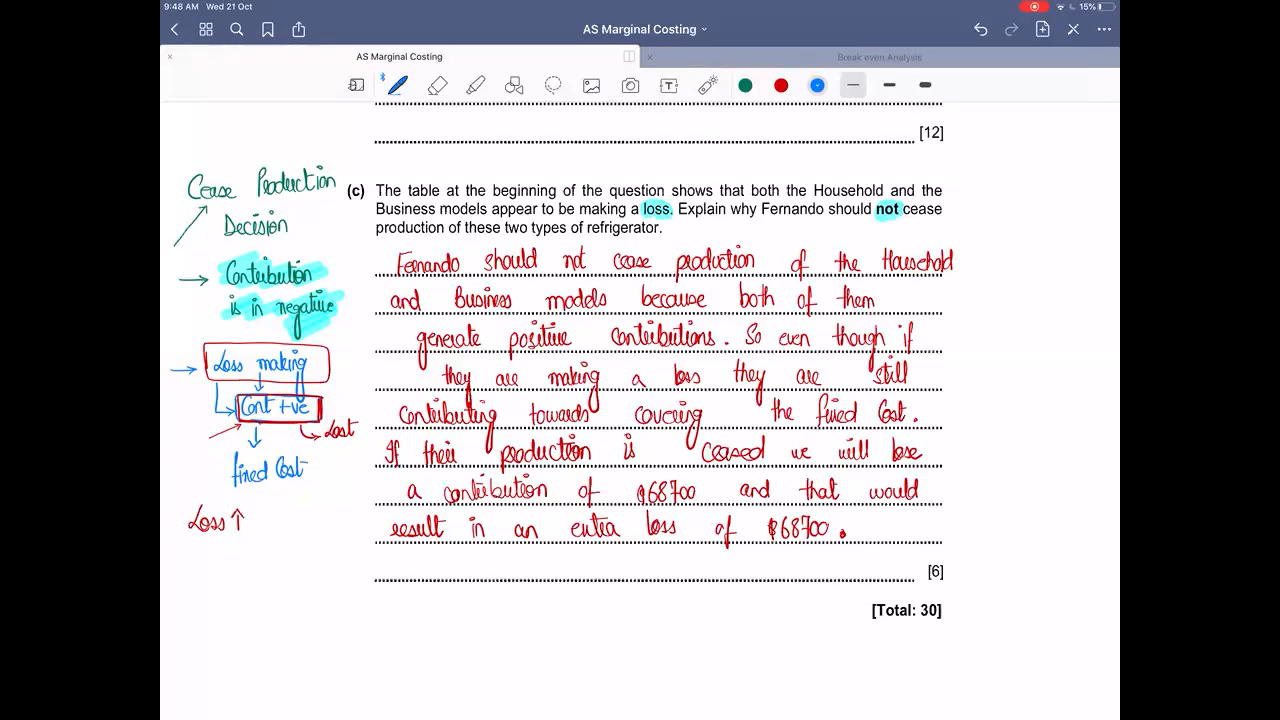 9:48 AM Wed 21 Oct
15%
AS Marginal Costing
AS Marginal Costing
Break even Analysis
[12]
Cease Production
Decision
Contribution
is in negative
Loss making
Cont +ve
Lost
fixed Cost
Loss ↑
(c) The table at the beginning of the question shows that both the Household and the
Business models appear to be making a loss. Explain why Fernando should not cease
production of these two types of refrigerator.
Fernando should not cease production of the Household
and Business models because both of them
generate positive contributions. So even though if
they are making a loss they are still
contributing towards covering the fixed Cost.
If their production is ceased we will lose
a contribution of $68700 and that would
result in an extra loss of $68700.
[6]
[Total: 30]